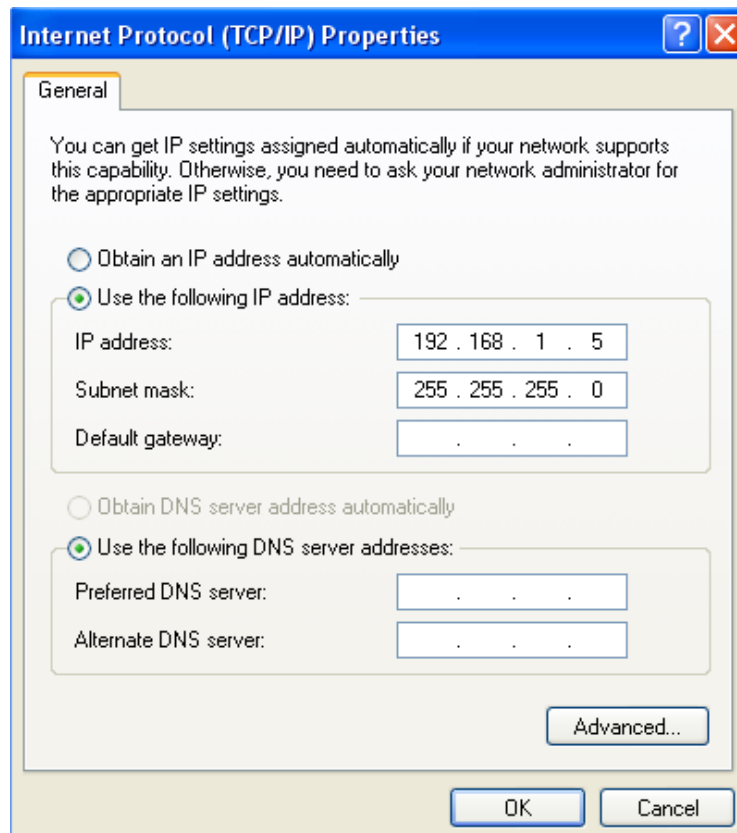 Internet Protocol (TCP/IP) Properties
General
You can get IP settings assigned automatically if your network supports
this capability. Otherwise, you need to ask your network administrator for
the appropriate IP settings.
Obtain an IP address automatically
Use the following IP address:
IP address: 192 . 168 . 1 . 5
Subnet mask: 255 . 255 . 255 . 0
Default gateway: . . .
Obtain DNS server address automatically
Use the following DNS server addresses:
Preferred DNS server: . . .
Alternate DNS server: . . .
Advanced...
OK Cancel